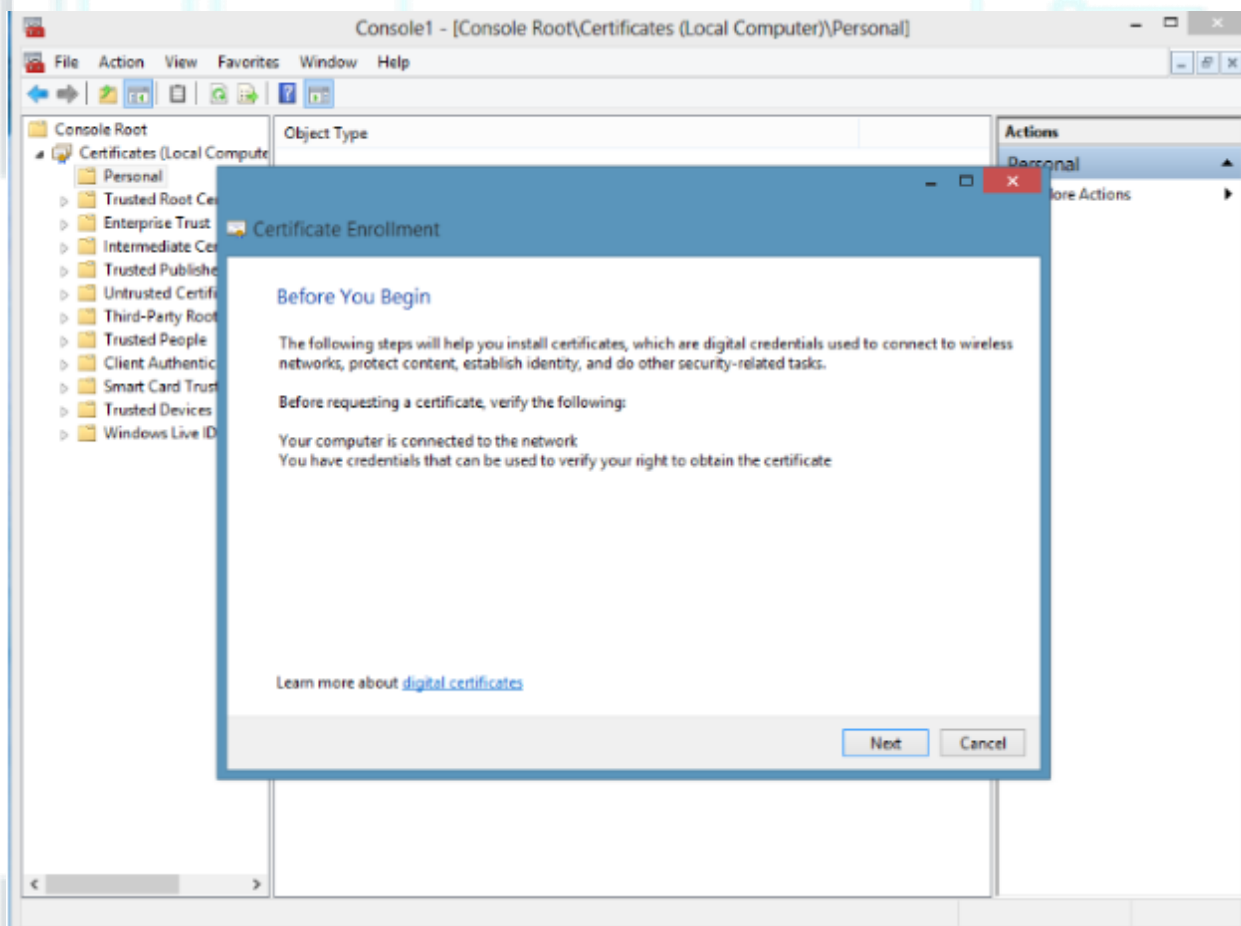 Console1 - [Console Root\Certificates (Local Computer)\Personal]
File Action View Favorites Window Help
Console Root
Certificates (Local Compute
Personal
Trusted Root Cer
Enterprise Trust
Intermediate Cer
Trusted Publishe
Untrusted Certifi
Third-Party Root
Trusted People
Client Authentic
Smart Card Trust
Trusted Devices
Windows Live ID
Object Type
Actions
Personal
More Actions
Certificate Enrollment
Before You Begin
The following steps will help you install certificates, which are digital credentials used to connect to wireless
networks, protect content, establish identity, and do other security-related tasks.
Before requesting a certificate, verify the following:
Your computer is connected to the network
You have credentials that can be used to verify your right to obtain the certificate
Learn more about digital certificates
Next Cancel